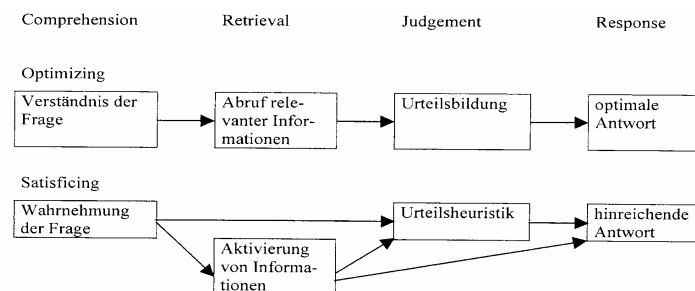 Comprehension Retrieval Judgement Response
Optimizing
Verständnis der
Frage
Abruf rele-
vanter Infor-
mationen
Urteilsbildung
optimale
Antwort
Satisficing
Wahrnehmung
der Frage
Aktivierung
von Informa-
tionen
Urteilsheuristik
hinreichende
Antwort